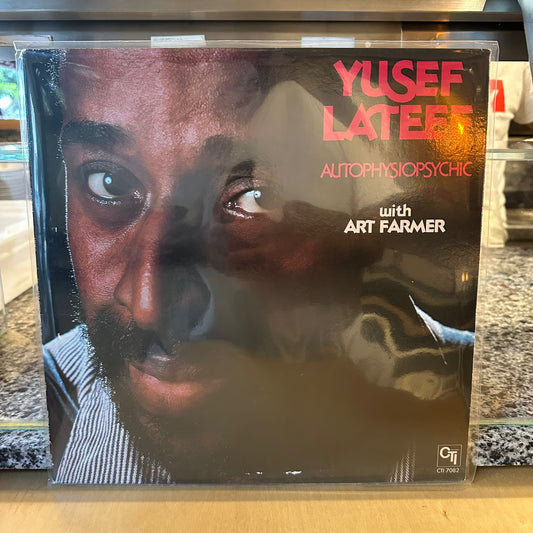 YUSEF
LATEEF
AUTOPHYSIOPSYCHIC
with
ART FARMER
CTI
CTI 7082